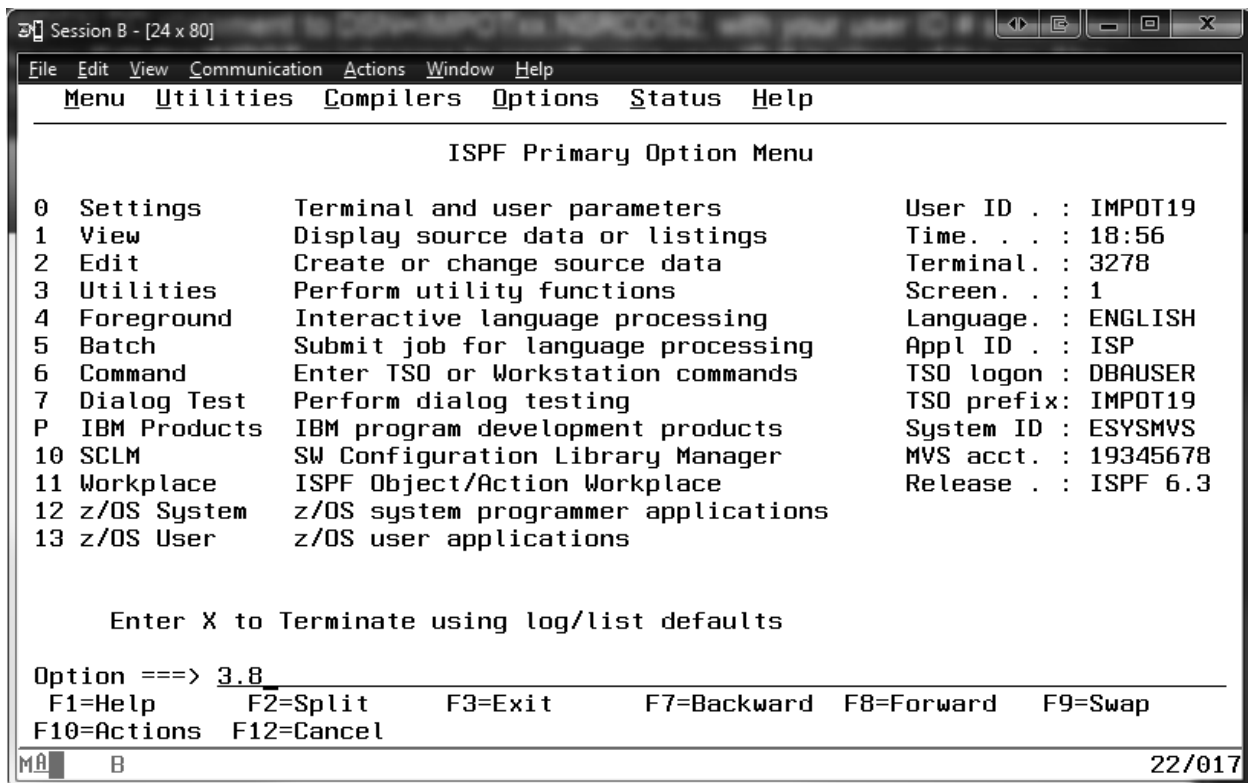 Session B - [24 x 80]
File Edit View Communication Actions Window Help
Menu Utilities Compilers Options Status Help
ISPF Primary Option Menu
0 Settings Terminal and user parameters User ID . : IMPOT19
1 View Display source data or listings Time. . . : 18:56
2 Edit Create or change source data Terminal. : 3278
3 Utilities Perform utility functions Screen. . : 1
4 Foreground Interactive language processing Language. : ENGLISH
5 Batch Submit job for language processing Appl ID . : ISP
6 Command Enter TSO or Workstation commands TSO logon : DBAUSER
7 Dialog Test Perform dialog testing TSO prefix: IMPOT19
P IBM Products IBM program development products System ID : ESYSMVS
10 SCLM SW Configuration Library Manager MVS acct. : 19345678
11 Workplace ISPF Object/Action Workplace Release . : ISPF 6.3
12 z/OS System z/OS system programmer applications
13 z/OS User z/OS user applications
Enter X to Terminate using log/list defaults
Option ===> 3.8
F1=Help F2=Split F3=Exit F7=Backward F8=Forward F9=Swap
F10=Actions F12=Cancel
MA B 22/017